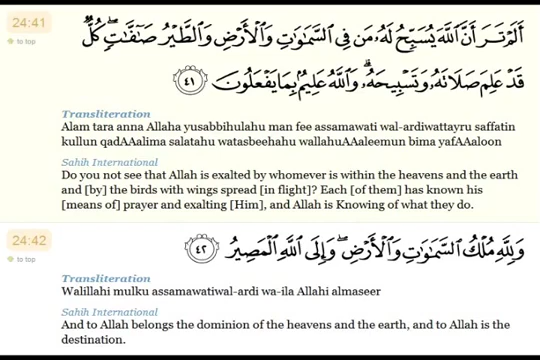 24:41
to top
أَلَمْ تَرَ أَنَّ ٱللَّهَ يُسَبِّحُ لَهُۥ مَن فِى ٱلسَّمَـٰوَٰتِ وَٱلْأَرْضِ وَٱلطَّيْرُ صَـٰٓفَّـٰتٍ ۖ كُلٌّ
قَدْ عَلِمَ صَلَاتَهُۥ وَتَسْبِيحَهُۥ ۗ وَٱللَّهُ عَلِيمٌۢ بِمَا يَفْعَلُونَ ٤١
Transliteration
Alam tara anna Allaha yusabbihulahu man fee assamawati wal-ardiwattayru saffatin
kullun qadAAalima salatahu watasbeehahu wallahuAAaleemun bima yafAAaloon
Sahih International
Do you not see that Allah is exalted by whomever is within the heavens and the earth
and [by] the birds with wings spread [in flight]? Each [of them] has known his
[means of] prayer and exalting [Him], and Allah is Knowing of what they do.
24:42
to top
وَلِلَّهِ مُلْكُ ٱلسَّمَـٰوَٰتِ وَٱلْأَرْضِ ۖ وَإِلَى ٱللَّهِ ٱلْمَصِيرُ ٤٢
Transliteration
Walillahi mulku assamawatiwal-ardi wa-ila Allahi almaseer
Sahih International
And to Allah belongs the dominion of the heavens and the earth, and to Allah is the
destination.